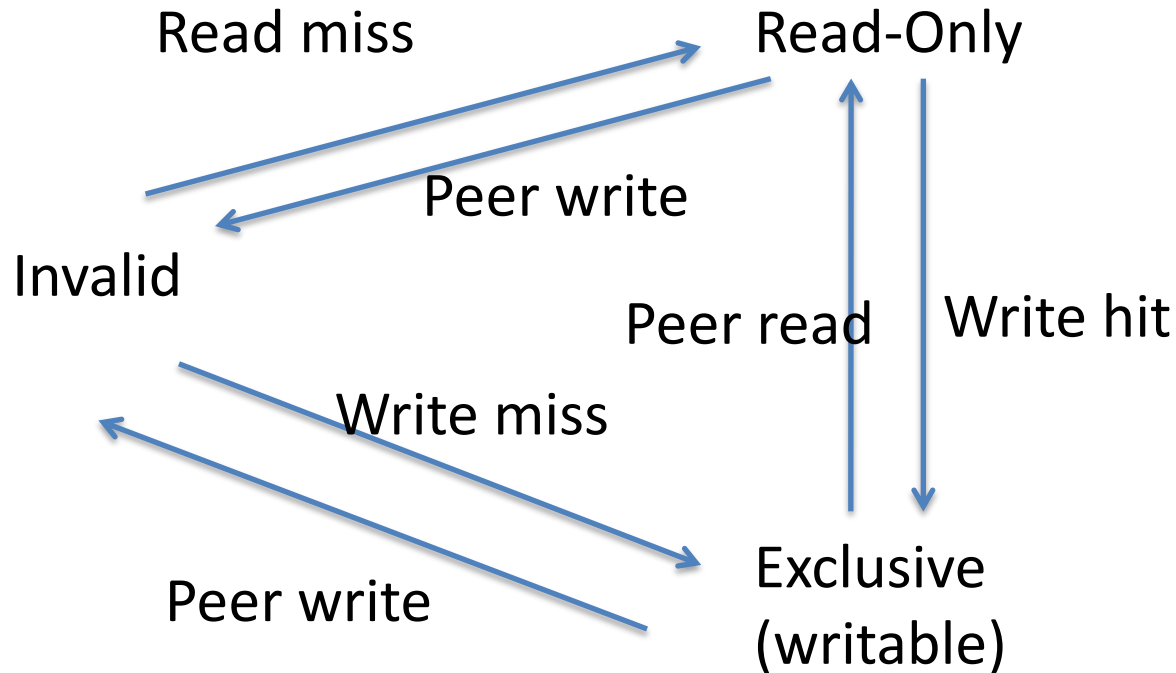 Read miss
Read-Only
Peer write
Invalid
Peer read
Write hit
Write miss
Exclusive
(writable)
Peer write